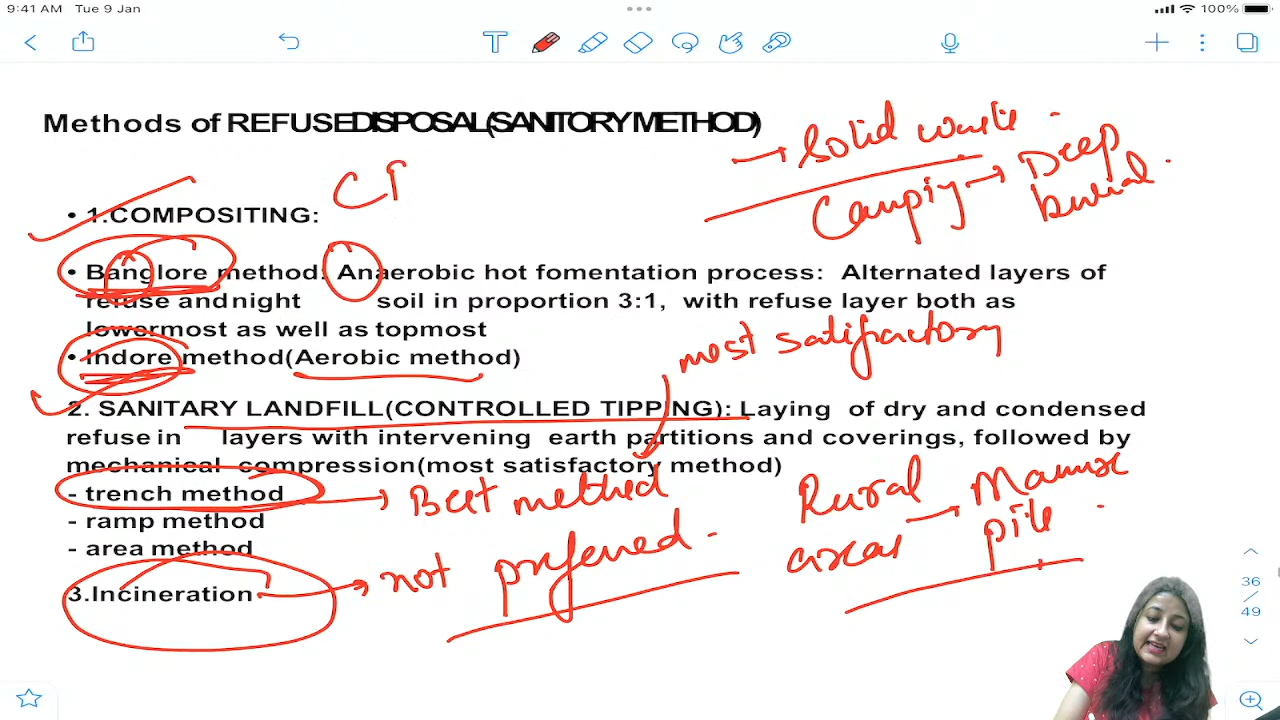 9:41 AM Tue 9 Jan
100%
Methods of REFUSEDISPOSAL(SANITORY METHOD)
→ Solid waste
Camping → Deep
burial
• 1.COMPOSITING:
• Banglore method: Anaerobic hot fomentation process: Alternated layers of
refuse and night soil in proportion 3:1, with refuse layer both as
lowermost as well as topmost
• Indore method(Aerobic method)
most satisfactory
2. SANITARY LANDFILL(CONTROLLED TIPPING): Laying of dry and condensed
refuse in layers with intervening earth partitions and coverings, followed by
mechanical compression(most satisfactory method)
- trench method → Best method
- ramp method
- area method
Rural → Manure
areas pits
3.Incineration → not preferred.
36
/
49